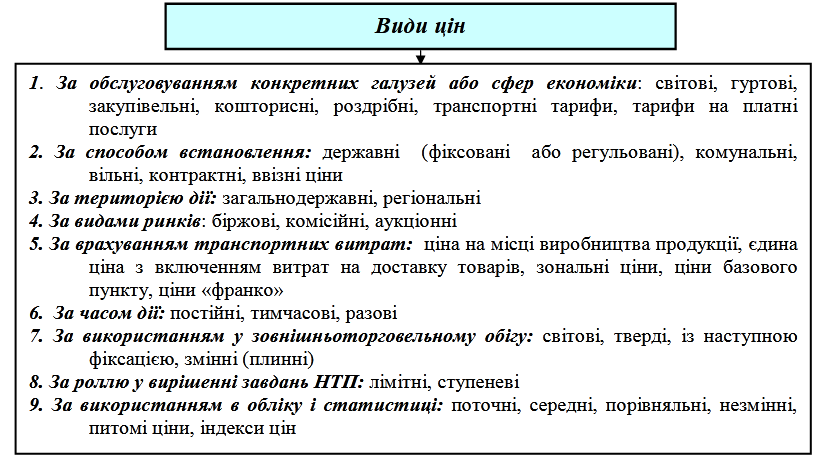 Види цін
1. За обслуговуванням конкретних галузей або сфер економіки: світові, гуртові,
закупівельні, кошторисні, роздрібні, транспортні тарифи, тарифи на платні
послуги
2. За способом встановлення: державні (фіксовані або регульовані), комунальні,
вільні, контрактні, ввізні ціни
3. За територією дії: загальнодержавні, регіональні
4. За видами ринків: біржові, комісійні, аукціонні
5. За врахуванням транспортних витрат: ціна на місці виробництва продукції, єдина
ціна з включенням витрат на доставку товарів, зональні ціни, ціни базового
пункту, ціни «франко»
6. За часом дії: постійні, тимчасові, разові
7. За використанням у зовнішньоторговельному обігу: світові, тверді, із наступною
фіксацією, змінні (плинні)
8. За роллю у вирішенні завдань НТП: лімітні, ступеневі
9. За використанням в обліку і статистиці: поточні, середні, порівняльні, незмінні,
питомі ціни, індекси цін